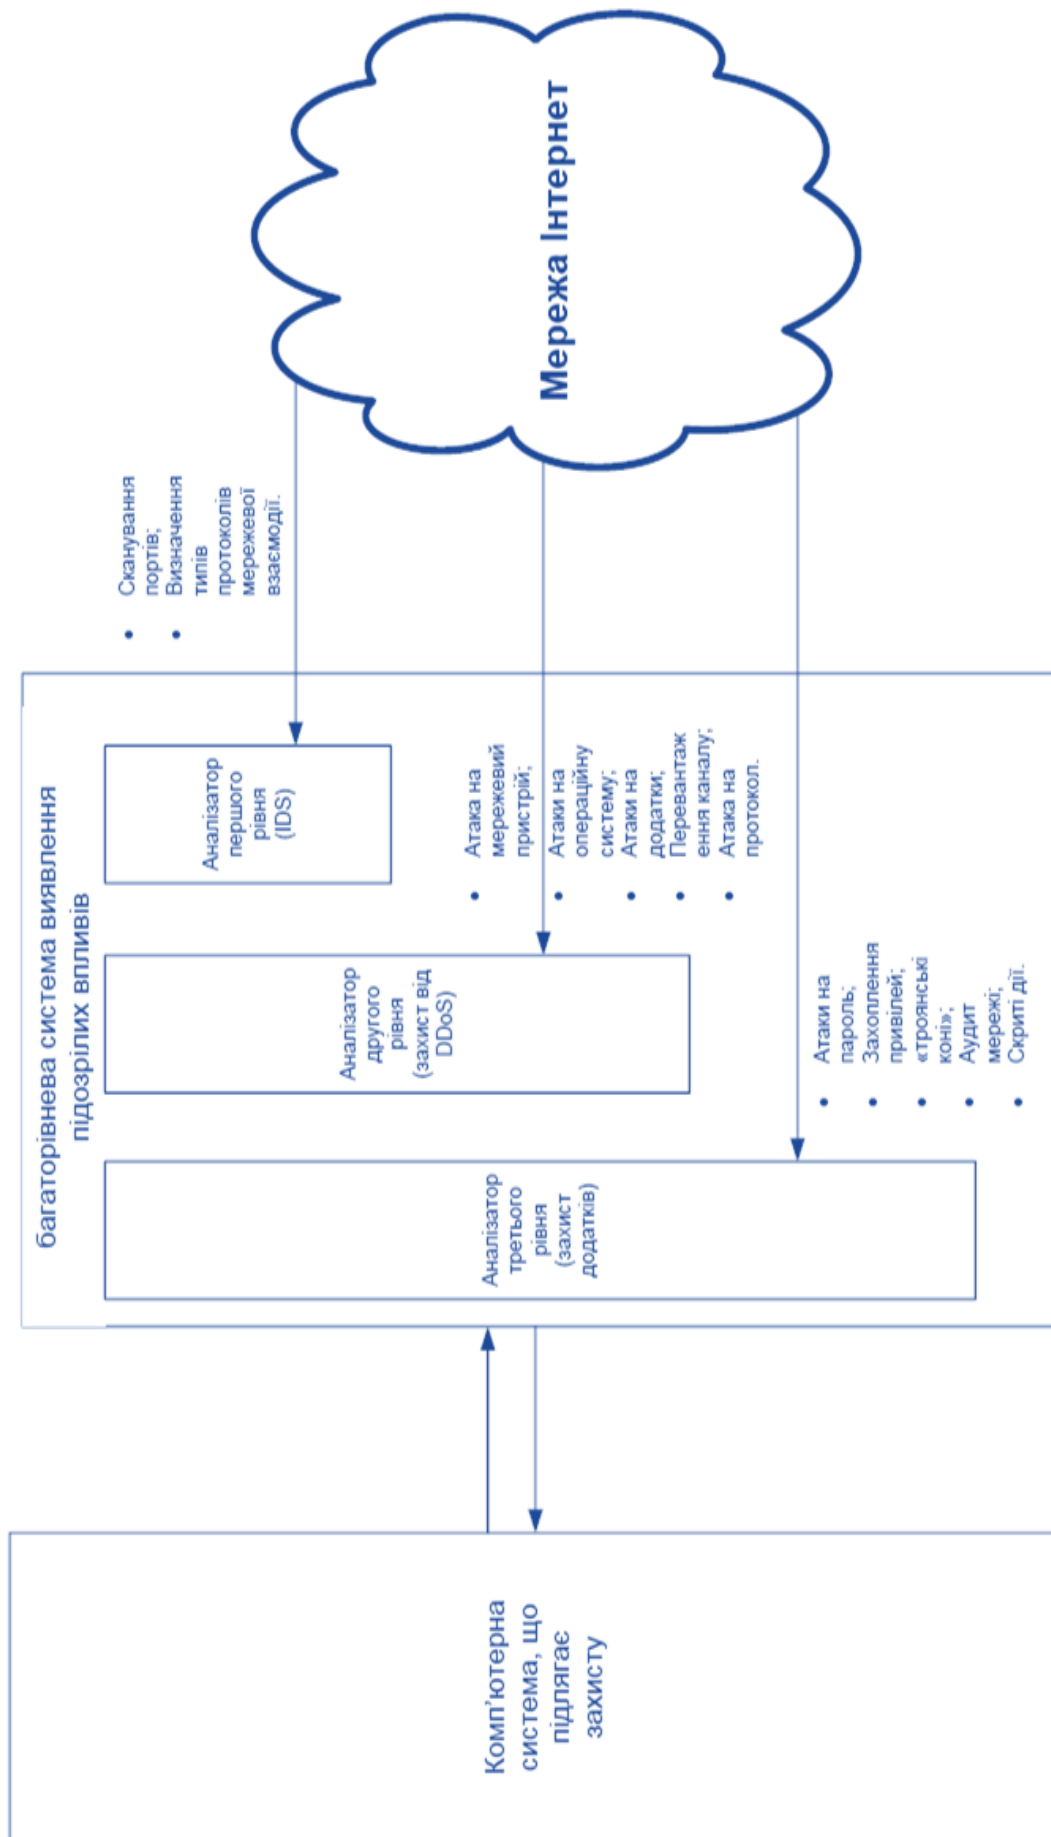 Комп'ютерна
система, що
підлягає
захисту
багаторівнева система виявлення
підозрілих впливів
Аналізатор
третього
рівня
(захист
додатків)
Аналізатор
другого
рівня
(захист від
DDoS)
Аналізатор
першого
рівня
(IDS)
• Сканування
портів;
• Визначення
типів
протоколів
мережевої
взаємодії.
• Атака на
мережевий
пристрій;
• Атаки на
операційну
систему;
• Атаки на
додатки;
• Перевантаж
ення каналу;
• Атака на
протокол.
• Атаки на
пароль;
• Захоплення
привілей;
• «троянські
коні»;
• Аудит
мережі;
• Скриті дії.
Мережа Інтернет